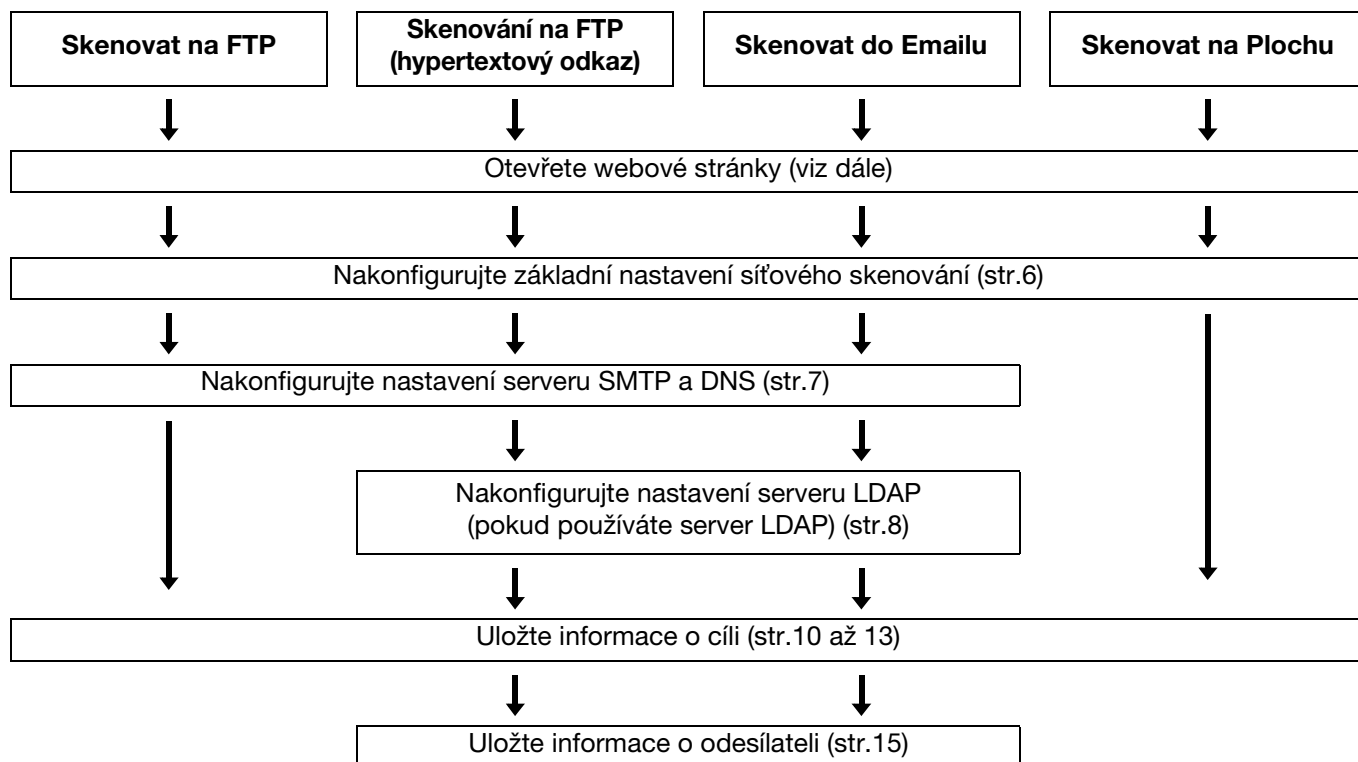 Skenovat na FTP
Skenování na FTP
(hypertextový odkaz)
Skenovat do Emailu
Skenovat na Plochu
Otevřete webové stránky (viz dále)
Nakonfigurujte základní nastavení síťového skenování (str.6)
Nakonfigurujte nastavení serveru SMTP a DNS (str.7)
Nakonfigurujte nastavení serveru LDAP
(pokud používáte server LDAP) (str.8)
Uložte informace o cíli (str.10 až 13)
Uložte informace o odesílateli (str.15)